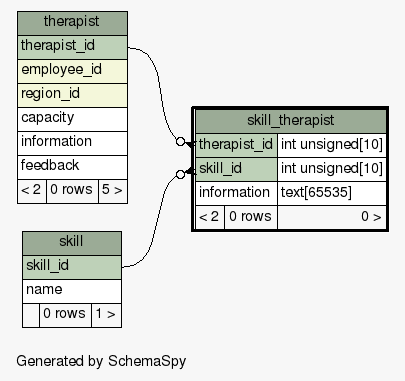 therapist
therapist_id
employee_id
region_id
capacity
information
feedback
< 2 0 rows 5 >
skill_therapist
therapist_id int unsigned[10]
skill_id int unsigned[10]
information text[65535]
< 2 0 rows 0 >
skill
skill_id
name
0 rows 1 >
Generated by SchemaSpy